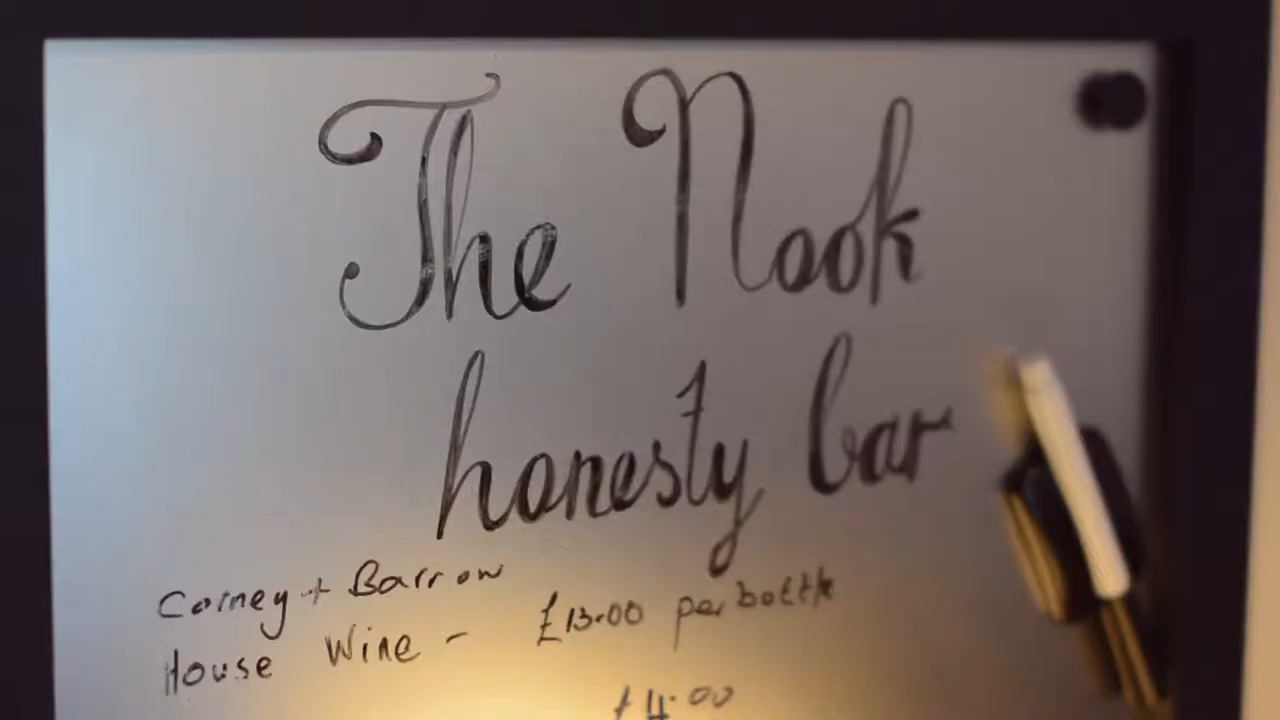 The Nook
honesty bar
Corney + Barrow
House Wine - £13.00 per bottle
£4.00